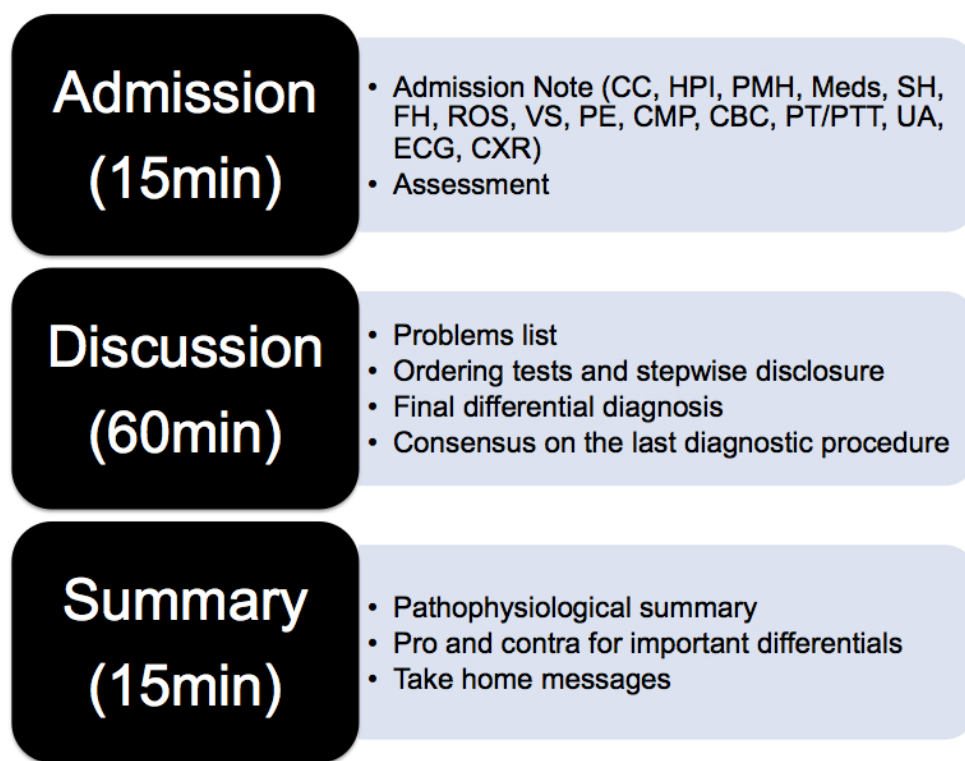 Admission
(15min)
• Admission Note (CC, HPI, PMH, Meds, SH,
FH, ROS, VS, PE, CMP, CBC, PT/PTT, UA,
ECG, CXR)
• Assessment
Discussion
(60min)
• Problems list
• Ordering tests and stepwise disclosure
• Final differential diagnosis
• Consensus on the last diagnostic procedure
Summary
(15min)
• Pathophysiological summary
• Pro and contra for important differentials
• Take home messages